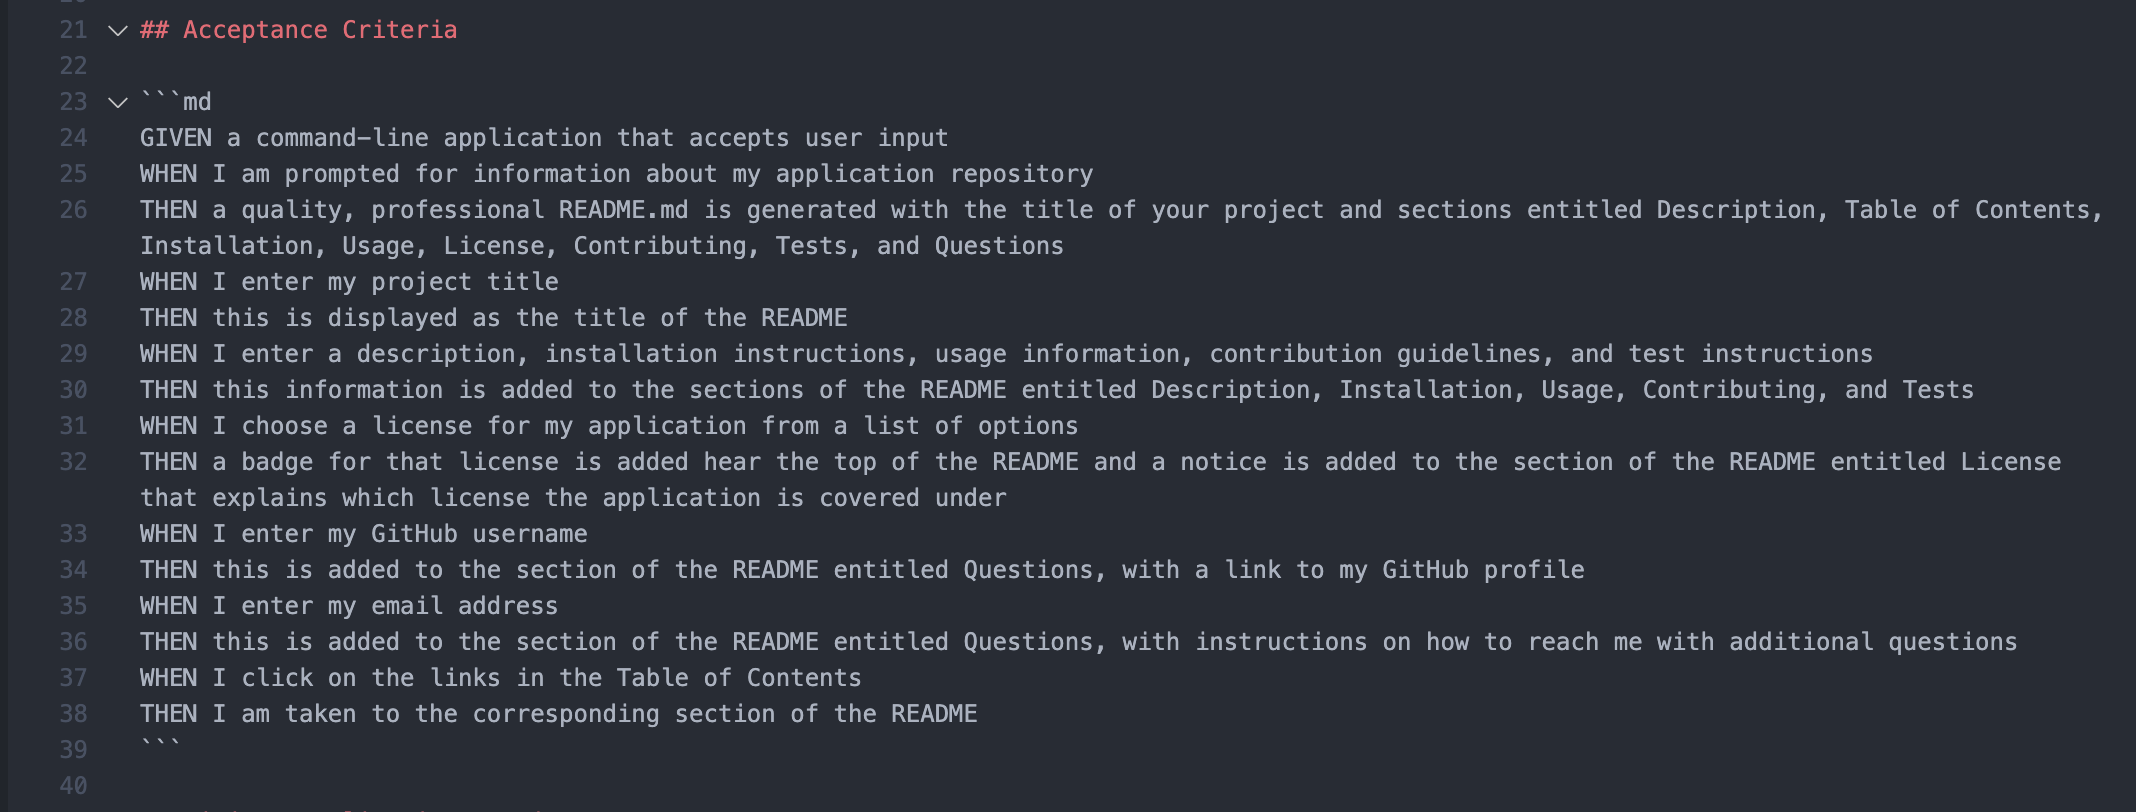 21 ## Acceptance Criteria
22
23 ```md
24 GIVEN a command-line application that accepts user input
25 WHEN I am prompted for information about my application repository
26 THEN a quality, professional README.md is generated with the title of your project and sections entitled Description, Table of Contents,
Installation, Usage, License, Contributing, Tests, and Questions
27 WHEN I enter my project title
28 THEN this is displayed as the title of the README
29 WHEN I enter a description, installation instructions, usage information, contribution guidelines, and test instructions
30 THEN this information is added to the sections of the README entitled Description, Installation, Usage, Contributing, and Tests
31 WHEN I choose a license for my application from a list of options
32 THEN a badge for that license is added hear the top of the README and a notice is added to the section of the README entitled License
that explains which license the application is covered under
33 WHEN I enter my GitHub username
34 THEN this is added to the section of the README entitled Questions, with a link to my GitHub profile
35 WHEN I enter my email address
36 THEN this is added to the section of the README entitled Questions, with instructions on how to reach me with additional questions
37 WHEN I click on the links in the Table of Contents
38 THEN I am taken to the corresponding section of the README
39 ```
40